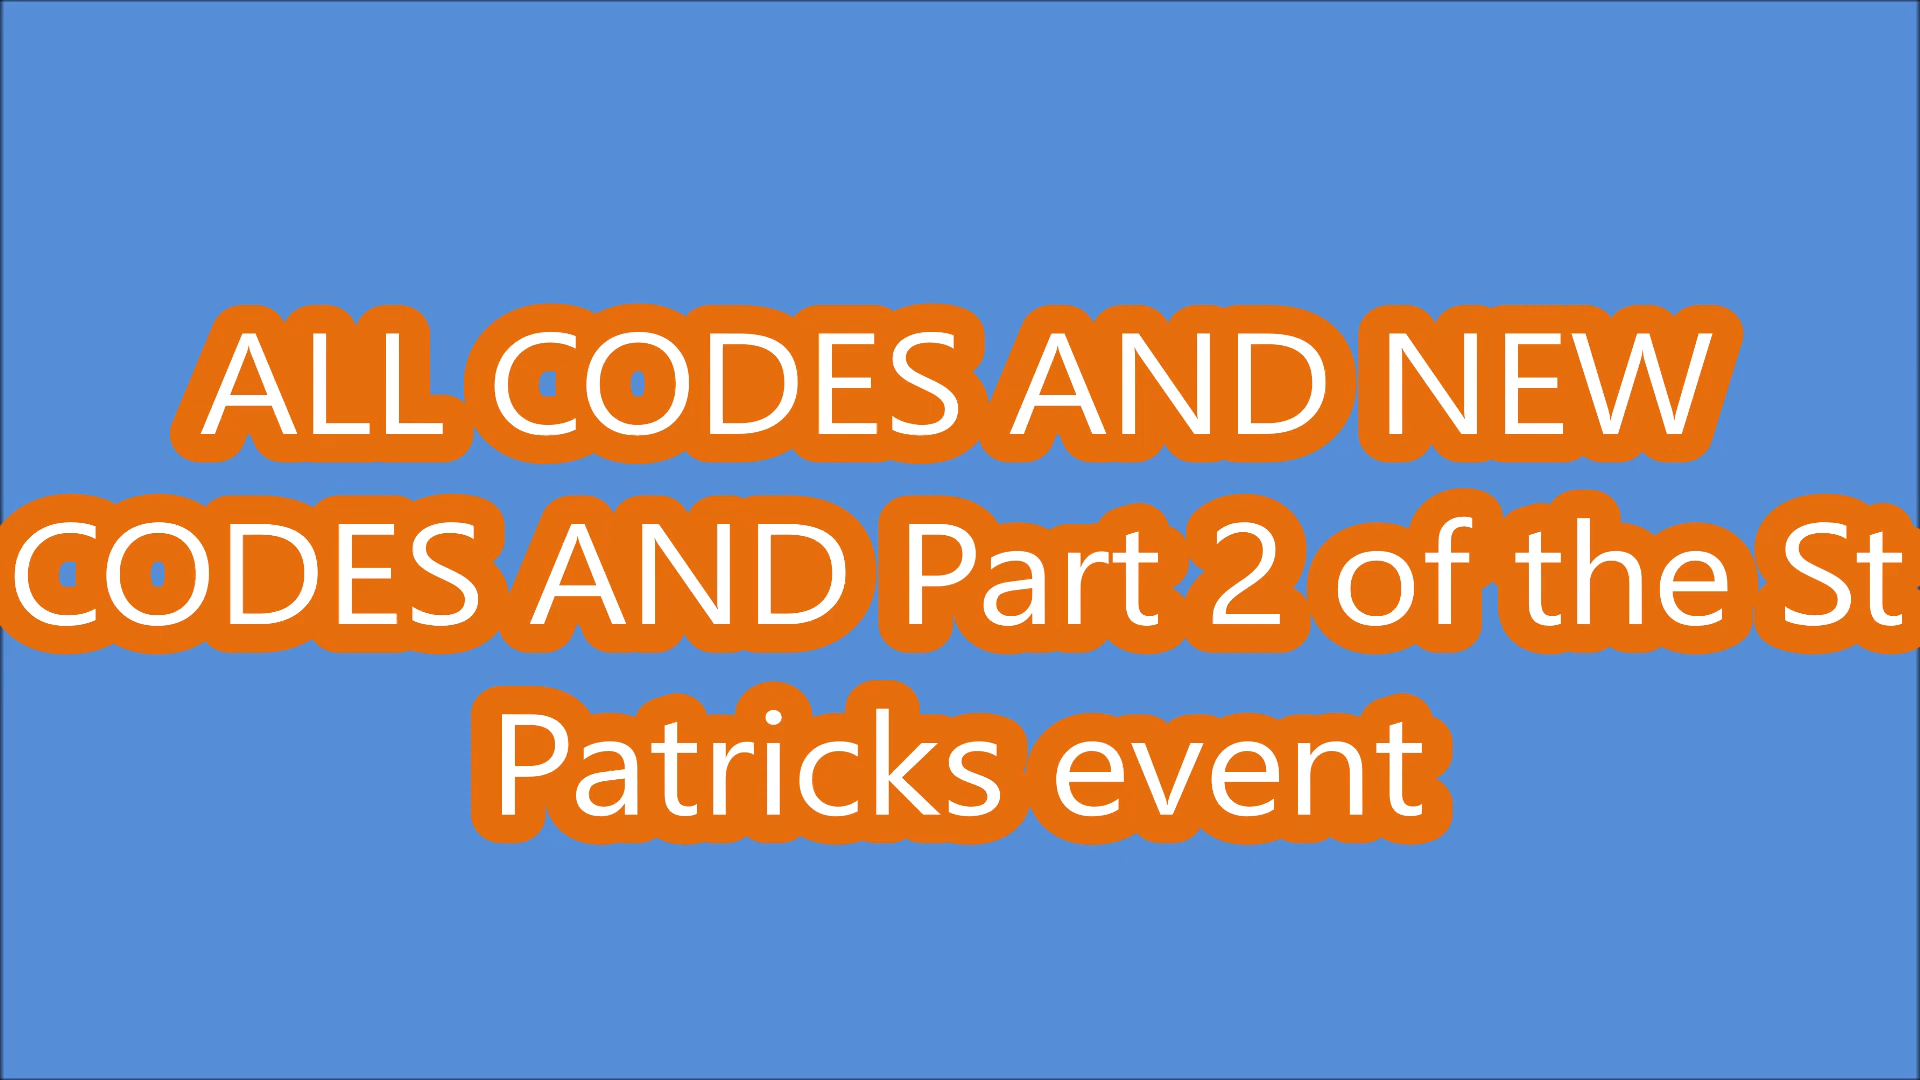 ALL CODES AND NEW
CODES AND Part 2 of the St
Patricks event